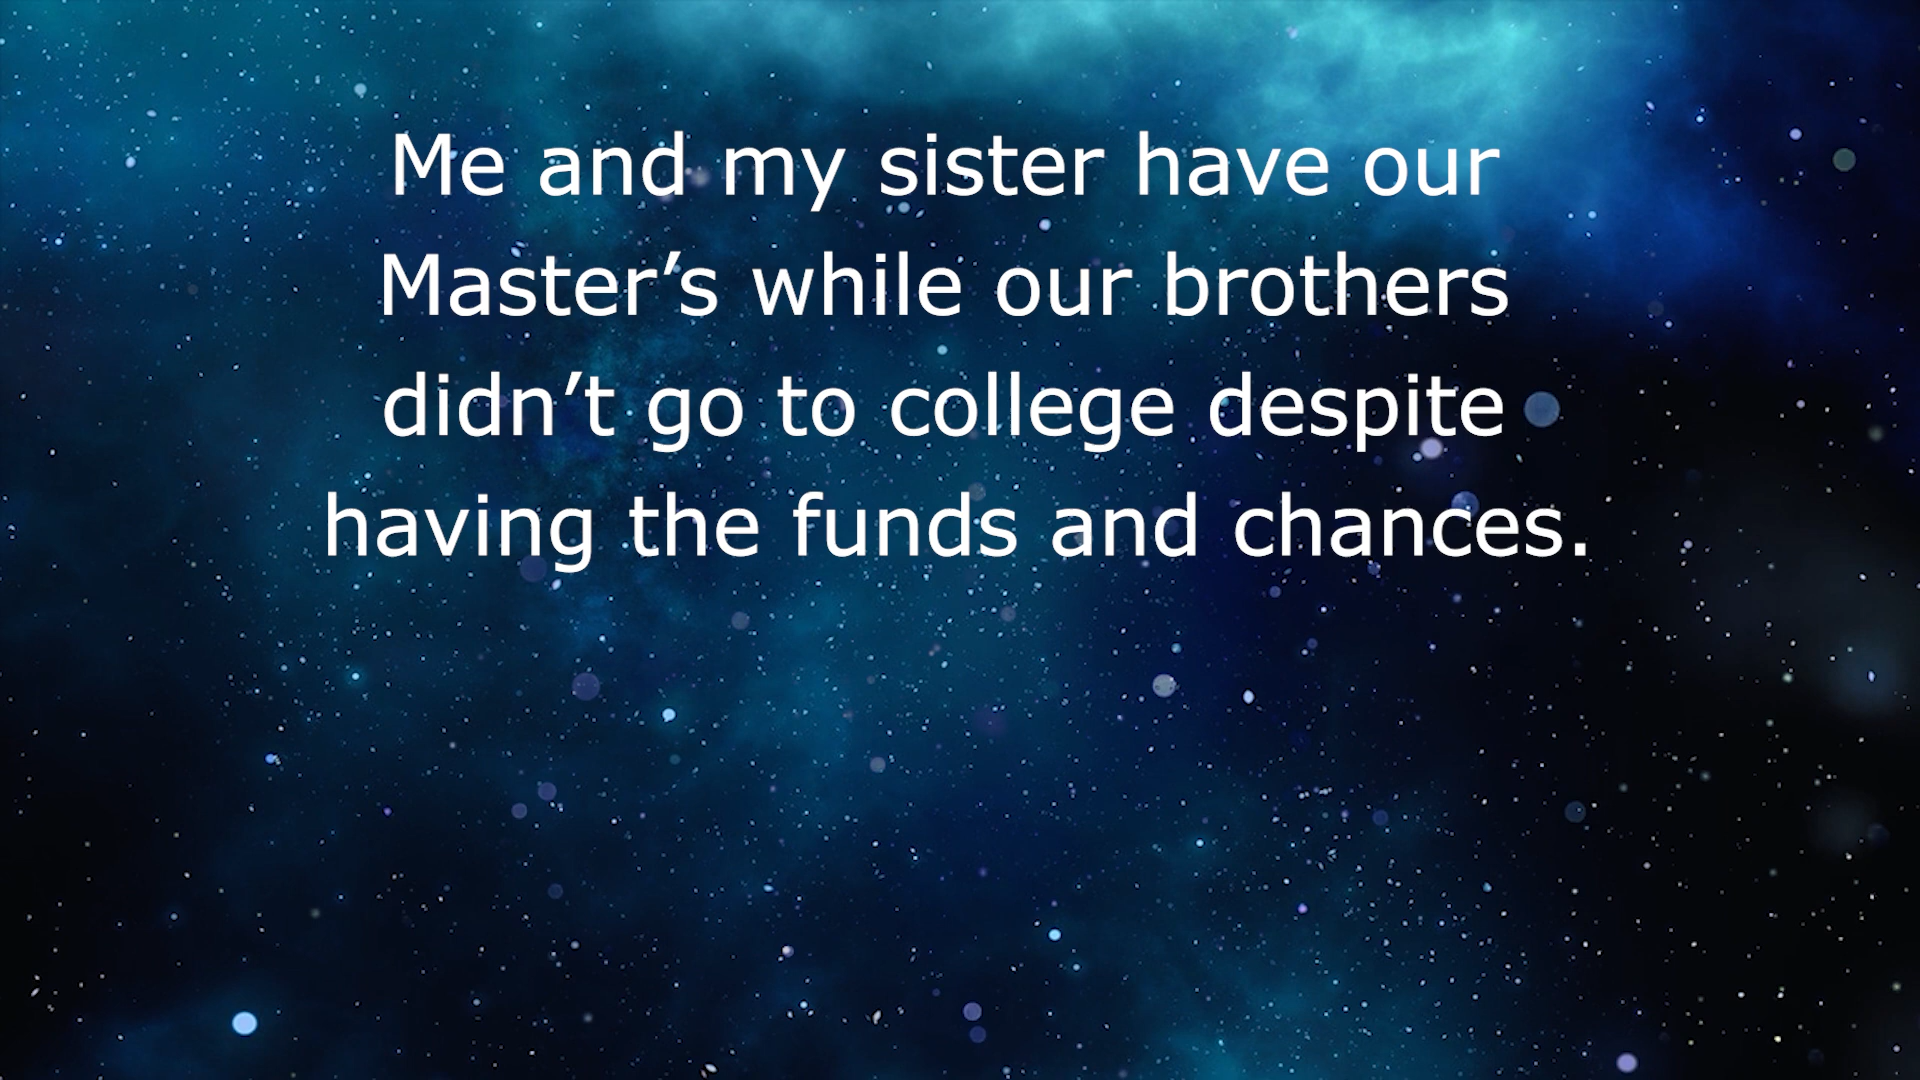 Me and my sister have our
Master’s while our brothers
didn’t go to college despite
having the funds and chances.